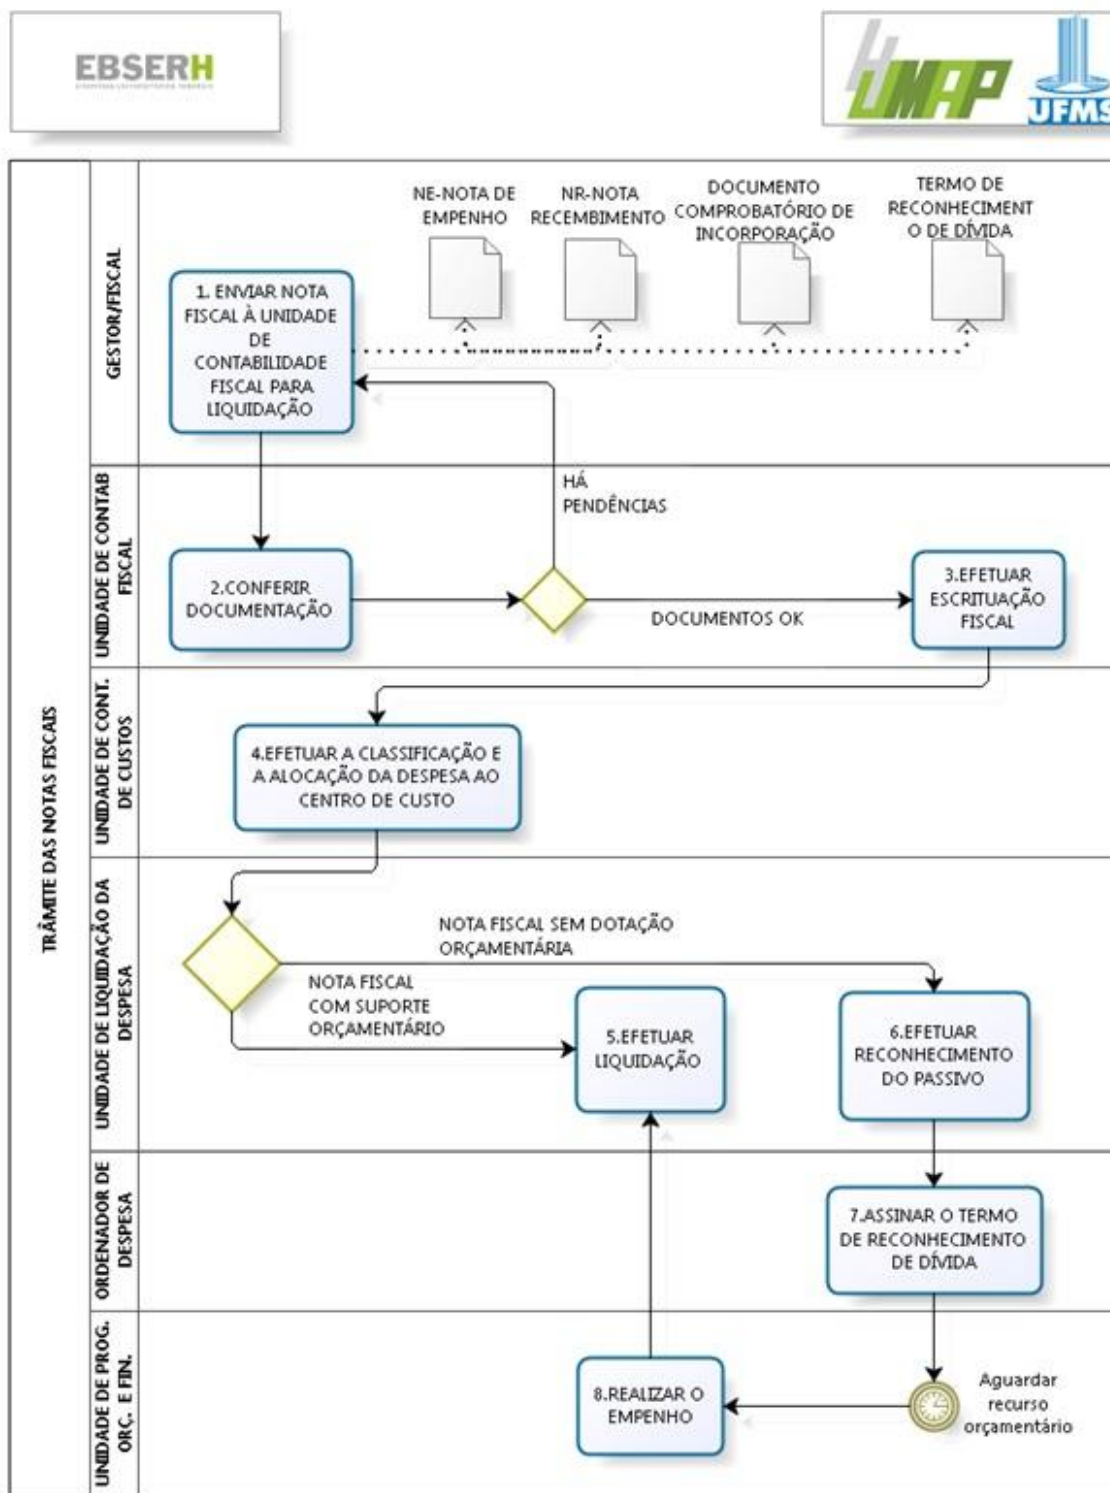 EBSERH
HUMAP
UFMS
TRÂMITE DAS NOTAS FISCAIS
GESTOR/FISCAL
NE-NOTA DE
EMPENHO
NR-NOTA
RECEMBIMENTO
DOCUMENTO
COMPROBATÓRIO DE
INCORPORAÇÃO
TERMO DE
RECONHECIMENT
O DE DÍVIDA
1. ENVIAR NOTA
FISCAL À UNIDADE
DE
CONTABILIDADE
FISCAL PARA
LIQUIDAÇÃO
UNIDADE DE CONTAB
FISCAL
HÁ
PENDÊNCIAS
2.CONFERIR
DOCUMENTAÇÃO
DOCUMENTOS OK
3.EFETUAR
ESCRITUAÇÃO
FISCAL
UNIDADE DE CONT.
DE CUSTOS
4.EFETUAR A CLASSIFICAÇÃO E
A ALOCAÇÃO DA DESPESA AO
CENTRO DE CUSTO
UNIDADE DE LIQUIDAÇÃO DA
DESPESA
NOTA FISCAL SEM DOTAÇÃO
ORÇAMENTÁRIA
NOTA FISCAL
COM SUPORTE
ORÇAMENTÁRIO
5.EFETUAR
LIQUIDAÇÃO
6.EFETUAR
RECONHECIMENTO
DO PASSIVO
ORDENADOR DE
DESPESA
7.ASSINAR O TERMO
DE RECONHECIMENTO
DE DÍVIDA
UNIDADE DE PROG.
ORÇ. E FIN.
8.REALIZAR O
EMPENHO
Aguardar
recurso
orçamentário